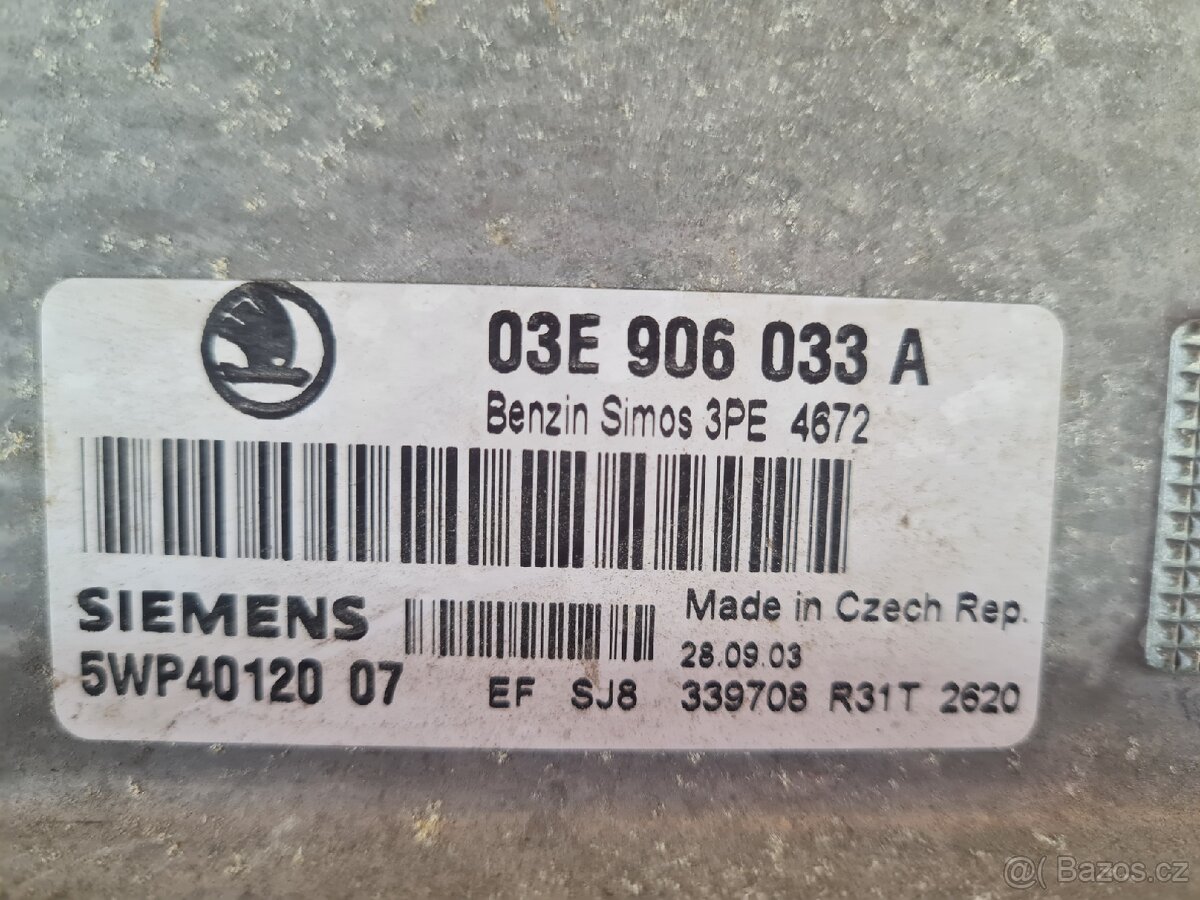 03E 906 033 A
Benzin Simos 3PE 4672
SIEMENS
Made in Czech Rep.
28.09.03
5WP40120 07
EF SJ8 339708 R31T 2620
@( Bazos.cz